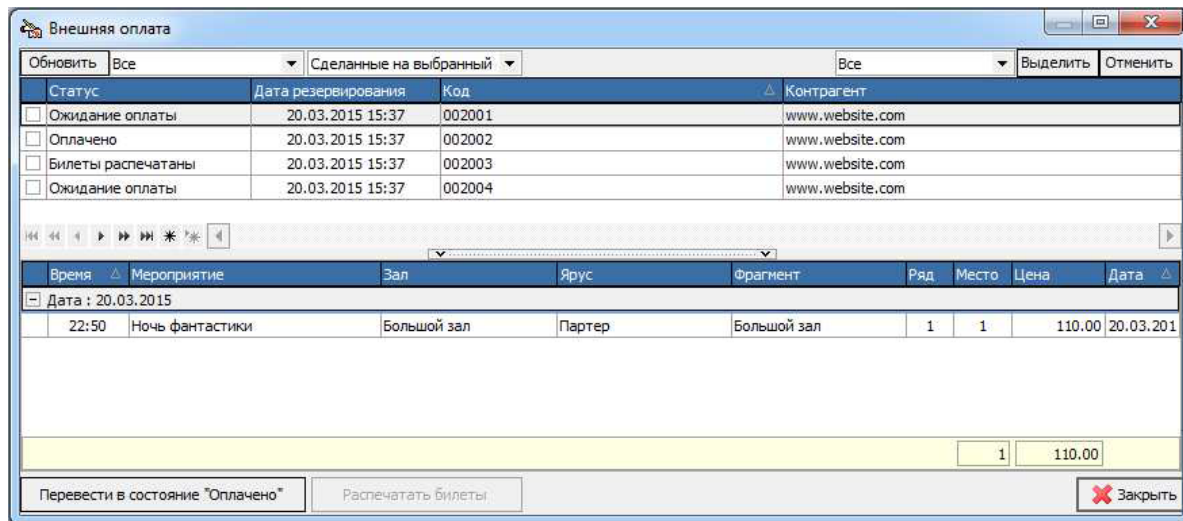 Внешняя оплата
Обновить Все Сделанные на выбранный Все Выделить Отменить
Статус Дата резервирования Код Контрагент
Ожидание оплаты 20.03.2015 15:37 002001 www.website.com
Оплачено 20.03.2015 15:37 002002 www.website.com
Билеты распечатаны 20.03.2015 15:37 002003 www.website.com
Ожидание оплаты 20.03.2015 15:37 002004 www.website.com
Время Мероприятие Зал Ярус Фрагмент Ряд Место Цена Дата
Дата : 20.03.2015
22:50 Ночь фантастики Большой зал Партер Большой зал 1 1 110.00 20.03.201
1 110.00
Перевести в состояние "Оплачено" Распечатать билеты Закрыть